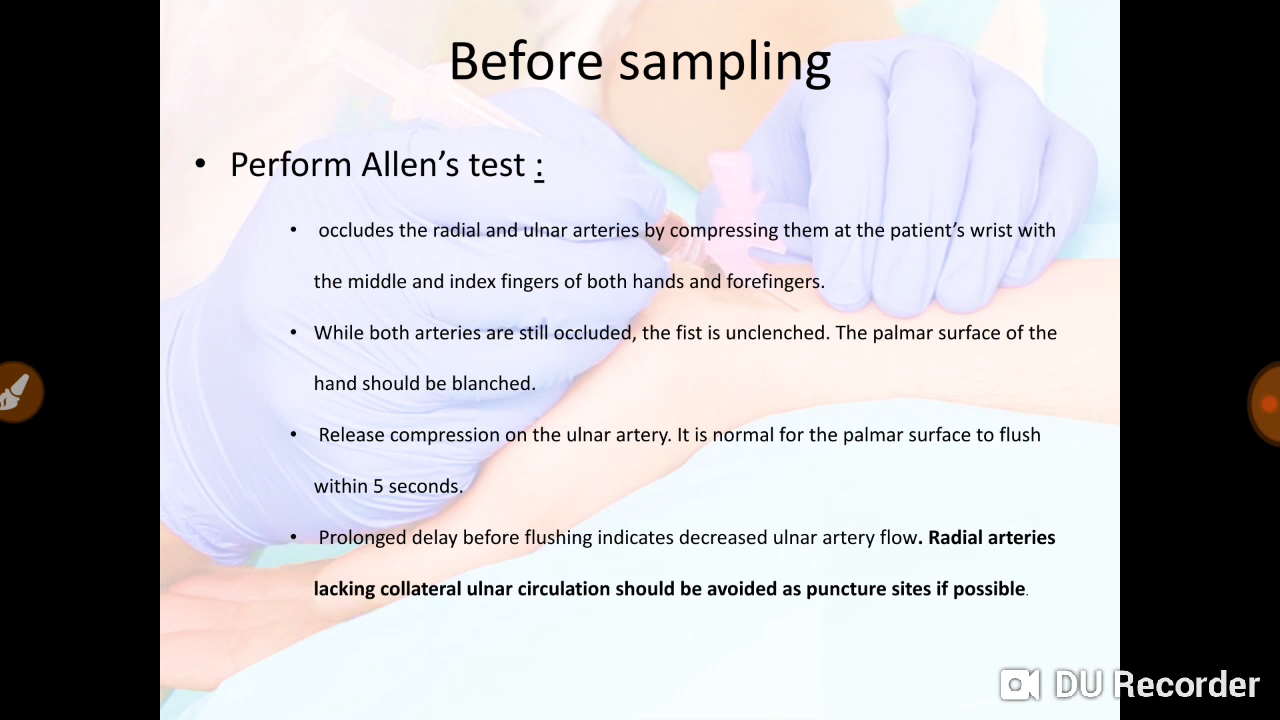 Before sampling
• Perform Allen’s test :
• occludes the radial and ulnar arteries by compressing them at the patient’s wrist with
the middle and index fingers of both hands and forefingers.
• While both arteries are still occluded, the fist is unclenched. The palmar surface of the
hand should be blanched.
• Release compression on the ulnar artery. It is normal for the palmar surface to flush
within 5 seconds.
• Prolonged delay before flushing indicates decreased ulnar artery flow. Radial arteries
lacking collateral ulnar circulation should be avoided as puncture sites if possible.
DU Recorder